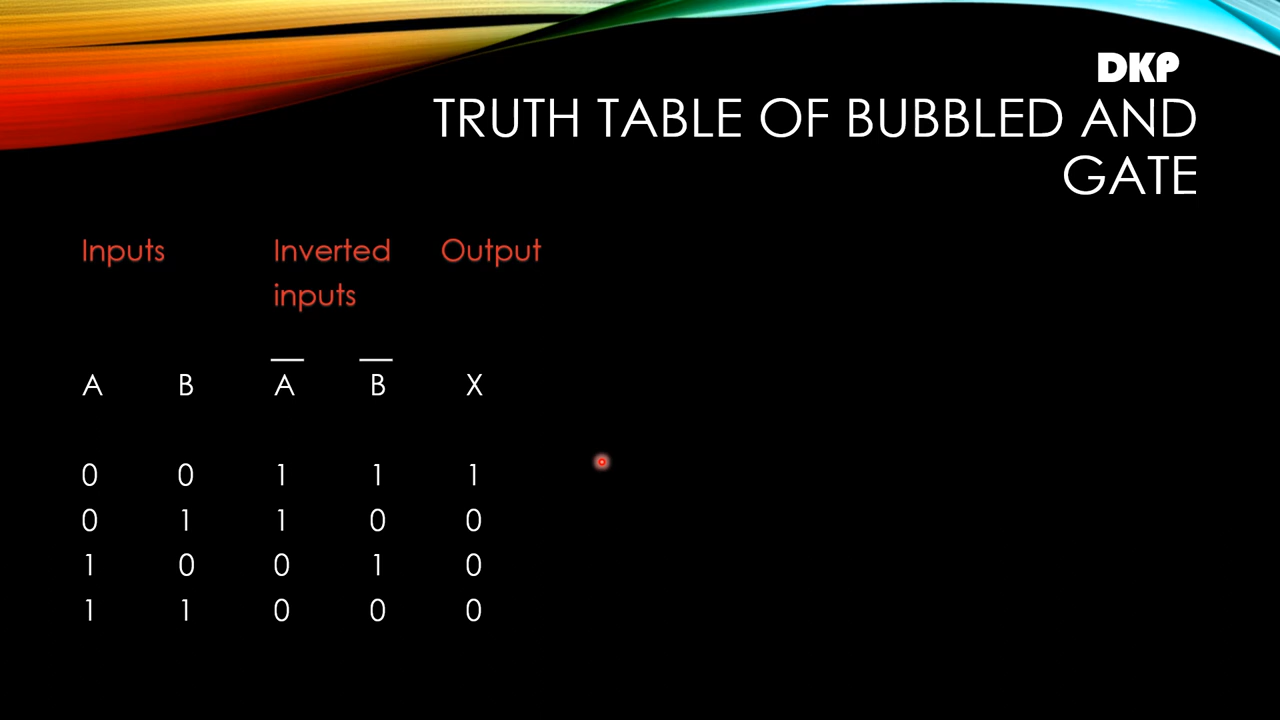 DKP
TRUTH TABLE OF BUBBLED AND
GATE
Inputs Inverted Output
inputs
A B A̅ B̅ X
0 0 1 1 1
0 1 1 0 0
1 0 0 1 0
1 1 0 0 0